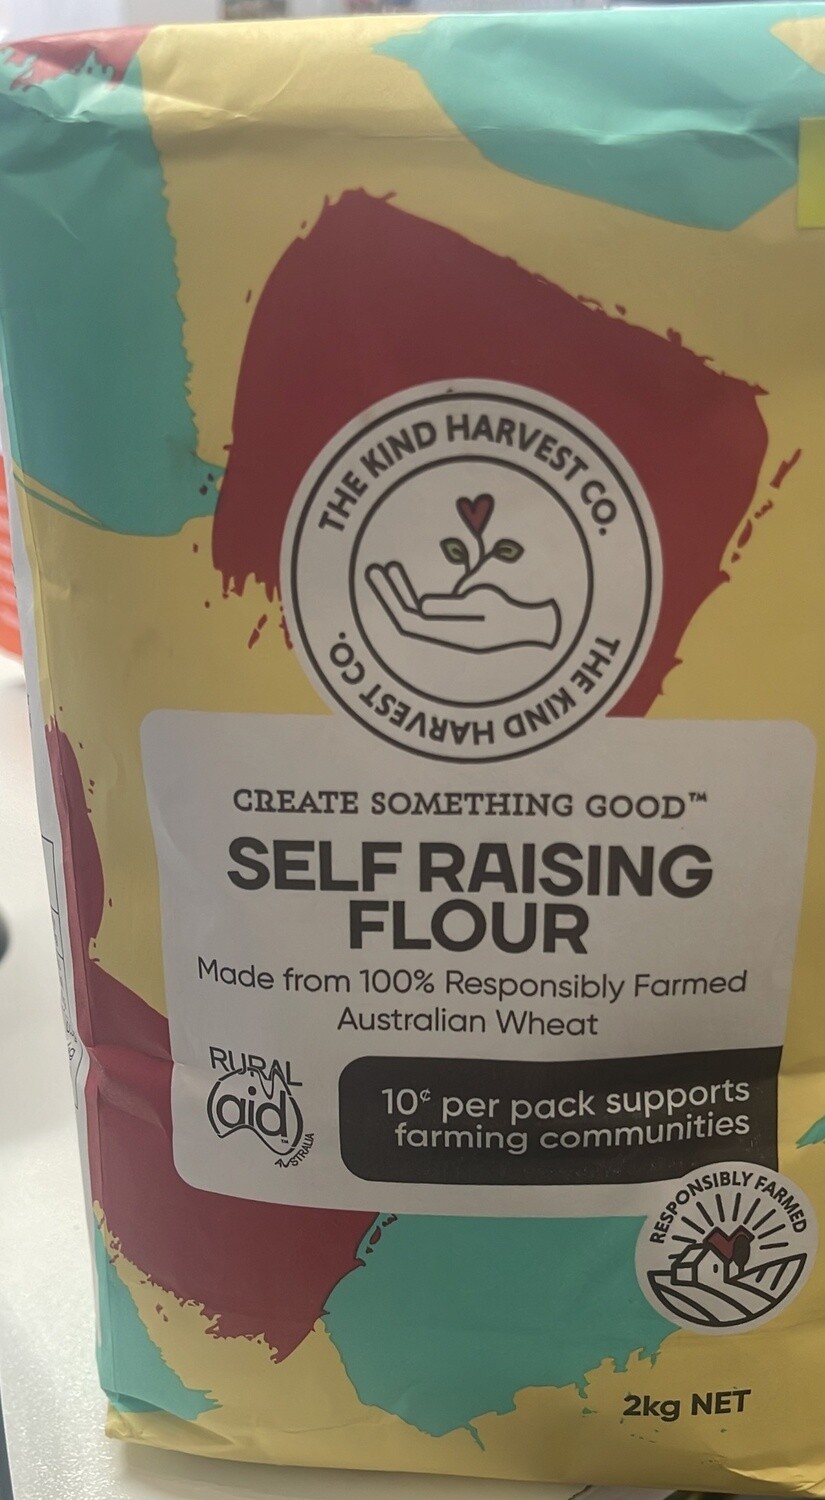 THE KIND HARVEST CO.
THE KIND HARVEST CO.
CREATE SOMETHING GOOD™
SELF RAISING
FLOUR
Made from 100% Responsibly Farmed
Australian Wheat
RURAL
aid™
AUSTRALIA
10¢ per pack supports
farming communities
RESPONSIBLY FARMED
2kg NET